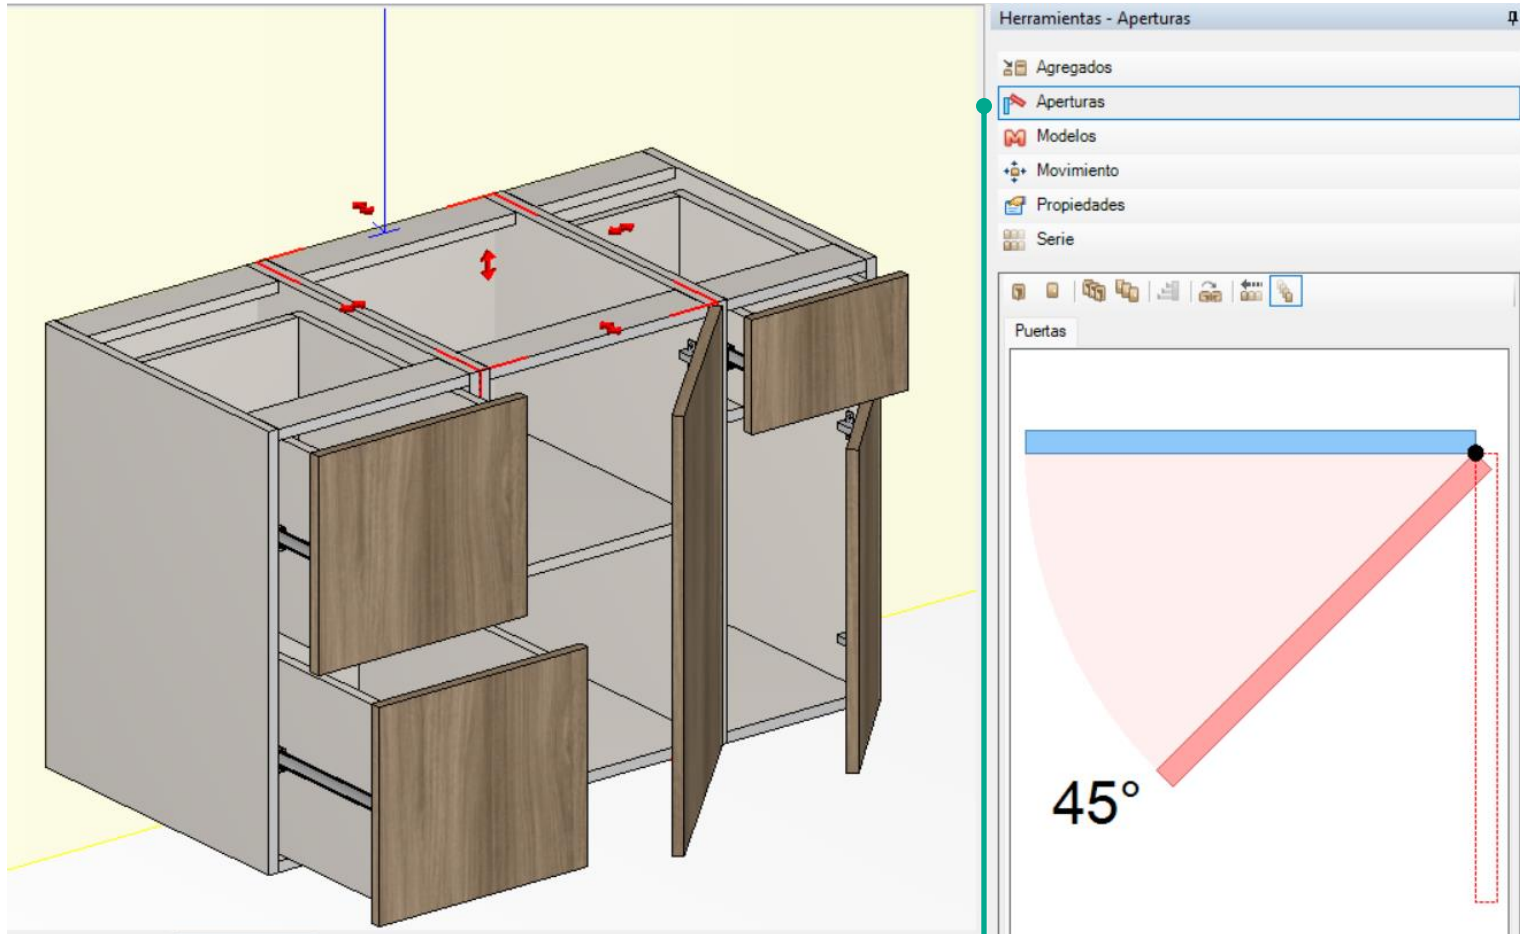 Herramientas - Aperturas
Agregados
Aperturas
Modelos
Movimiento
Propiedades
Serie
Puertas
45°